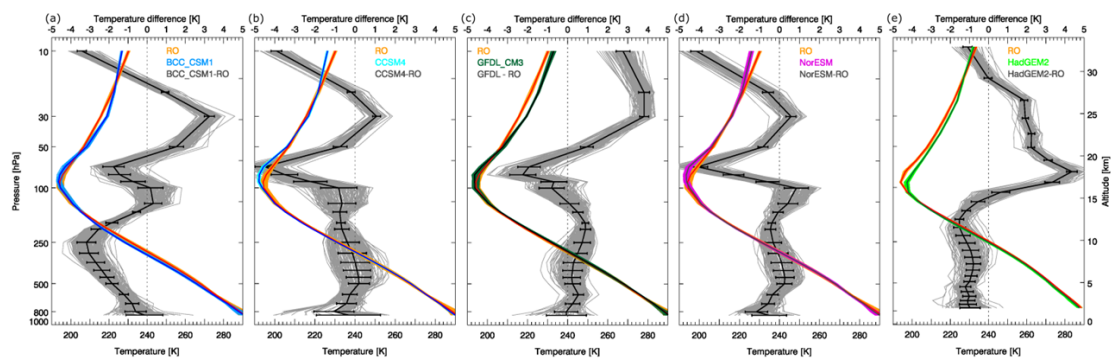 (a) Temperature difference [K] (b) Temperature difference [K] (c) Temperature difference [K] (d) Temperature difference [K] (e) Temperature difference [K]
-5 -4 -3 -2 -1 0 1 2 3 4 -5 -4 -3 -2 -1 0 1 2 3 4 -5 -4 -3 -2 -1 0 1 2 3 4 -5 -4 -3 -2 -1 0 1 2 3 4 -5 -4 -3 -2 -1 0 1 2 3 4 5
10 RO RO RO RO RO
BCC_CSM1 CCSM4 GFDL_CM3 NorESM HadGEM2
BCC_CSM1-RO CCSM4-RO GFDL - RO NorESM-RO HadGEM2-RO
30 25
50 20
100 15
250 10
500 5
800
1000 0
Pressure [hPa]
Altitude [km]
200 220 240 260 280 200 220 240 260 280 200 220 240 260 280 200 220 240 260 280 200 220 240 260 280
Temperature [K] Temperature [K] Temperature [K] Temperature [K] Temperature [K]